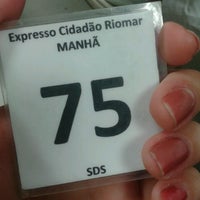 Expresso Cidadão Riomar
MANHÃ
75
SDS